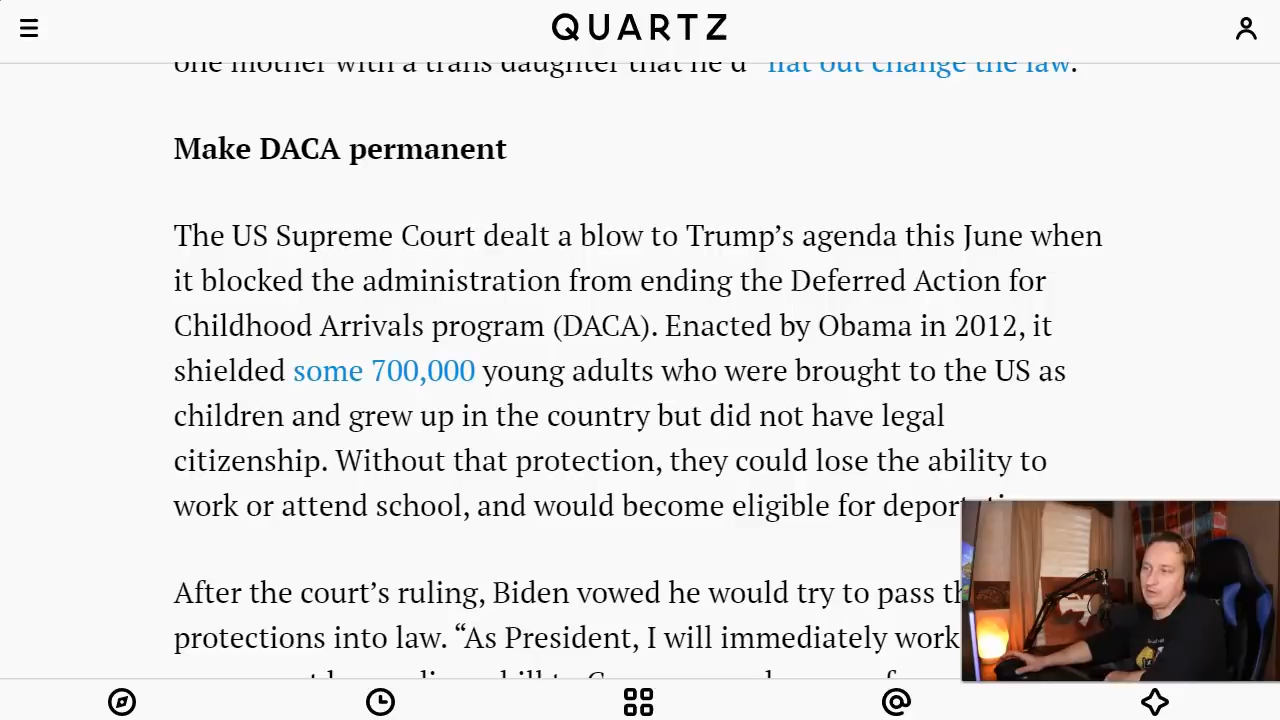 QUARTZ
one mother with a trans daughter that he'd "flat out change the law.
Make DACA permanent
The US Supreme Court dealt a blow to Trump’s agenda this June when
it blocked the administration from ending the Deferred Action for
Childhood Arrivals program (DACA). Enacted by Obama in 2012, it
shielded some 700,000 young adults who were brought to the US as
children and grew up in the country but did not have legal
citizenship. Without that protection, they could lose the ability to
work or attend school, and would become eligible for
After the court’s ruling, Biden vowed he would try to pass
protections into law. “As President, I will immediately work